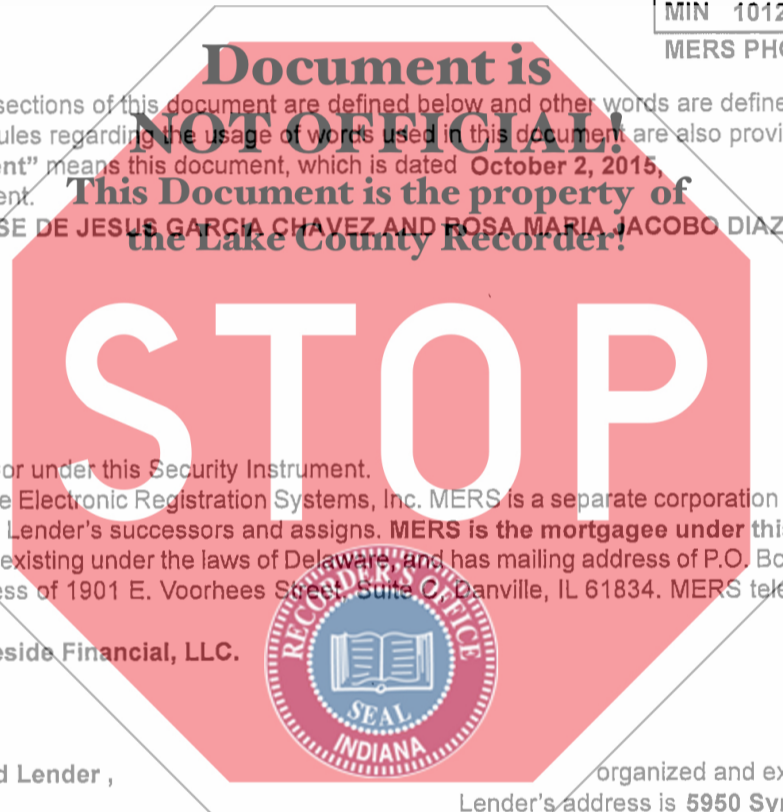 MIN 1012
MERS PHO
Document is
sections of this document are defined below and other words are define
NOT OFFICIAL!
ules regarding the usage of words used in this document are also provi
ent” means this document, which is dated October 2, 2015,
This Document is the property of
ent.
SE DE JESUS GARCIA CHAVEZ AND ROSA MARIA JACOBO DIAZ
the Lake County Recorder!
STOP
or under this Security Instrument.
e Electronic Registration Systems, Inc. MERS is a separate corporation
Lender's successors and assigns. MERS is the mortgagee under this
existing under the laws of Delaware, and has mailing address of P.O. Bo
ess of 1901 E. Voorhees Street, Suite C, Danville, IL 61834. MERS tele
RECORDER'S OFFICE
eside Financial, LLC.
SEAL
INDIANA
d Lender ,
organized and ex
Lender's address is 5950 Syn